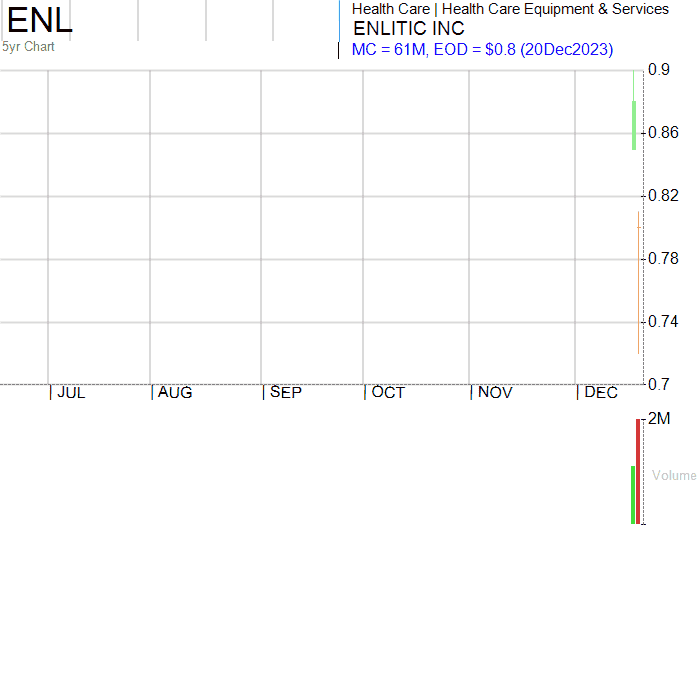 ENL
5yr Chart
Health Care | Health Care Equipment & Services
ENLITIC INC
MC = 61M, EOD = $0.8 (20Dec2023)
0.9
0.86
0.82
0.78
0.74
0.7
JUL AUG SEP OCT NOV DEC
2M
Volume